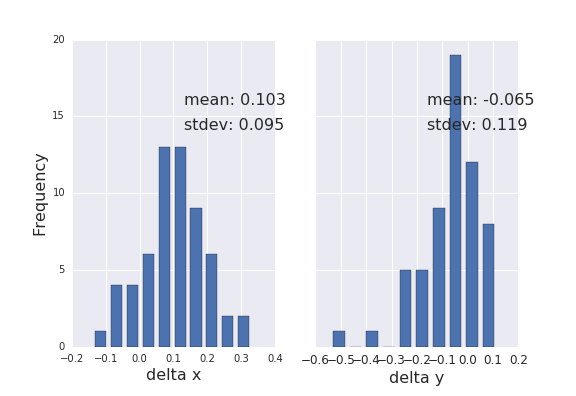 20
15
10
5
0
Frequency
mean: 0.103
stdev: 0.095
−0.2 −0.1 0.0 0.1 0.2 0.3 0.4
delta x
mean: -0.065
stdev: 0.119
−0.6 −0.5 −0.4 −0.3 −0.2 −0.1 0.0 0.1 0.2
delta y